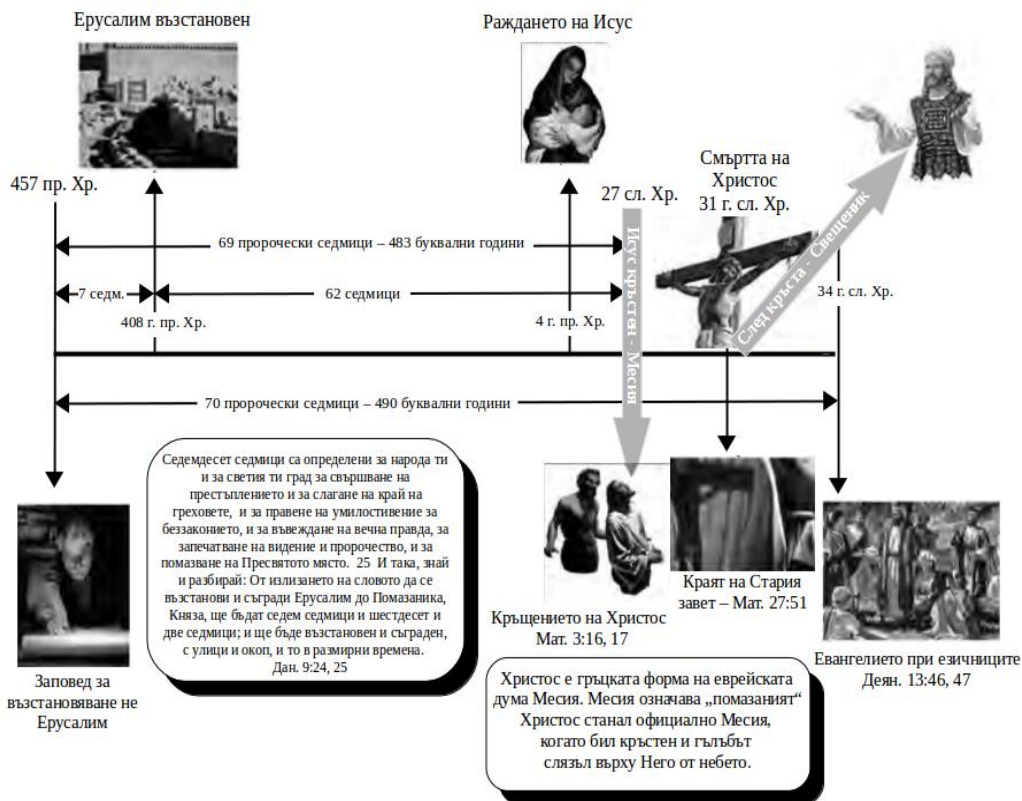 Ерусалим възстановен
Раждането на Исус
457 пр. Хр.
27 сл. Хр.
Смъртта на
Христос
31 г. сл. Хр.
69 пророчески седмици – 483 буквални години
7 седм.
62 седмици
408 г. пр. Хр.
4 г. пр. Хр.
34 г. сл. Хр.
Исус кръстен - Месия
След кръста - Свещеник
70 пророчески седмици – 490 буквални години
Седемдесет седмици са определени за народа ти
и за светия ти град за свършване на
престъплението и за слагане на край на
греховете, и за правене на умилостивение за
беззаконието, и за въвеждане на вечна правда, за
запечатване на видение и пророчество, и за
помазване на Пресвятото място. 25 И така, знай
и разбирай: От излизането на словото да се
възстанови и съгради Ерусалим до Помазаника,
Княза, ще бъдат седем седмици и шестдесет и
две седмици; и ще бъде възстановен и съграден,
с улици и окоп, и то в размирни времена.
Дан. 9:24, 25
Заповед за
възстановяване не
Ерусалим
Кръщението на Христос
Мат. 3:16, 17
Краят на Стария
завет – Мат. 27:51
Евангелието при езичниците
Деян. 13:46, 47
Христос е гръцката форма на еврейската
дума Месия. Месия означава „помазаният“
Христос станал официално Месия,
когато бил кръстен и гълъбът
слязъл върху Него от небето.